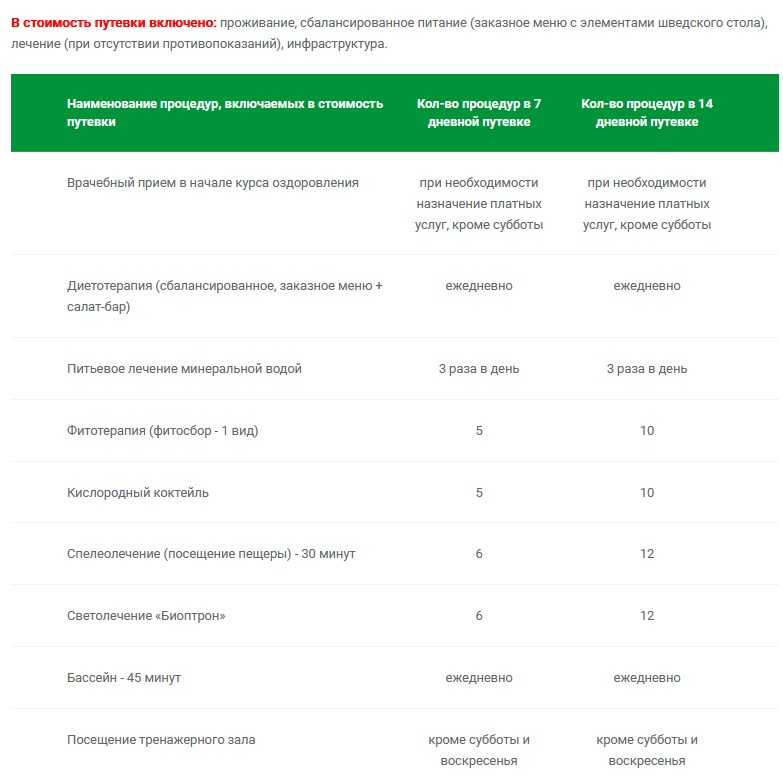 В стоимость путевки включено: проживание, сбалансированное питание (заказное меню с элементами шведского стола),
лечение (при отсутствии противопоказаний), инфраструктура.
Наименование процедур, включаемых в стоимость
путевки
Кол-во процедур в 7
дневной путевке
Кол-во процедур в 14
дневной путевке
Врачебный прием в начале курса оздоровления
при необходимости
назначение платных
услуг, кроме субботы
при необходимости
назначение платных
услуг, кроме субботы
Диетотерапия (сбалансированное, заказное меню +
салат-бар)
ежедневно
ежедневно
Питьевое лечение минеральной водой
3 раза в день
3 раза в день
Фитотерапия (фитосбор - 1 вид)
5
10
Кислородный коктейль
5
10
Спелеолечение (посещение пещеры) - 30 минут
6
12
Светолечение «Биоптрон»
6
12
Бассейн - 45 минут
ежедневно
ежедневно
Посещение тренажерного зала
кроме субботы и
воскресенья
кроме субботы и
воскресенья